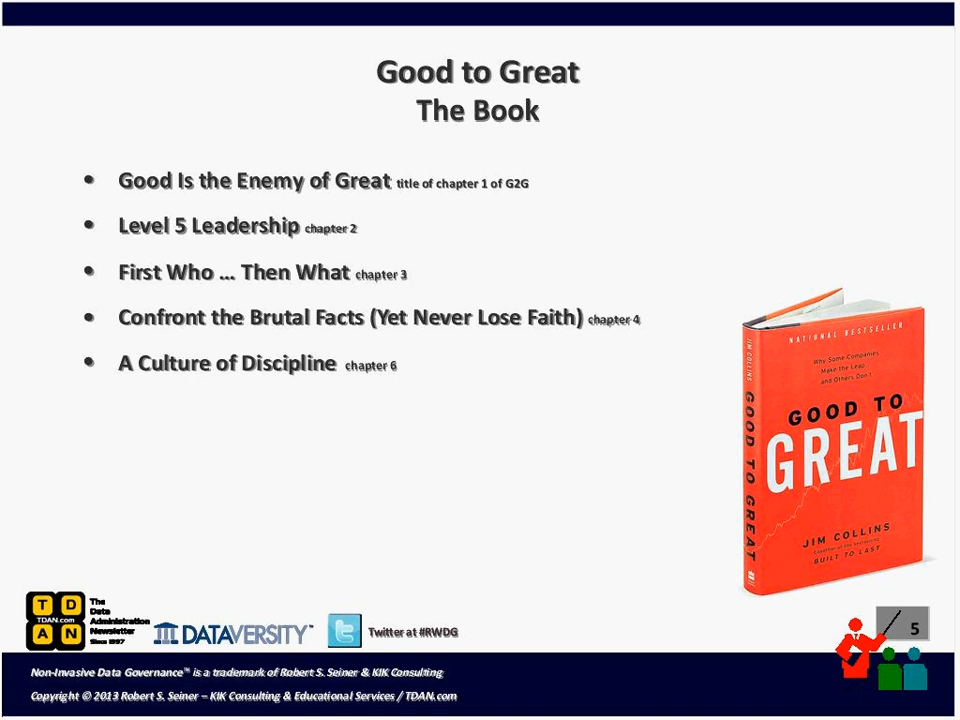 Good to Great
The Book
• Good Is the Enemy of Great title of chapter 1 of G2G
• Level 5 Leadership chapter 2
• First Who … Then What chapter 3
• Confront the Brutal Facts (Yet Never Lose Faith) chapter 4
• A Culture of Discipline chapter 6
NATIONAL BESTSELLER
Why Some Companies
Make the Leap
and Others Don't
GOOD TO
GREAT
JIM COLLINS
Coauthor of the bestselling
BUILT TO LAST
JIM COLLINS GOOD TO GREAT
T D
TDAN.com
A N
The
Data
Administration
Newsletter
Since 1997
DATAVERSITY™
Twitter at #RWDG
5
Non-Invasive Data Governance™ is a trademark of Robert S. Seiner & KIK Consulting
Copyright © 2013 Robert S. Seiner – KIK Consulting & Educational Services / TDAN.com